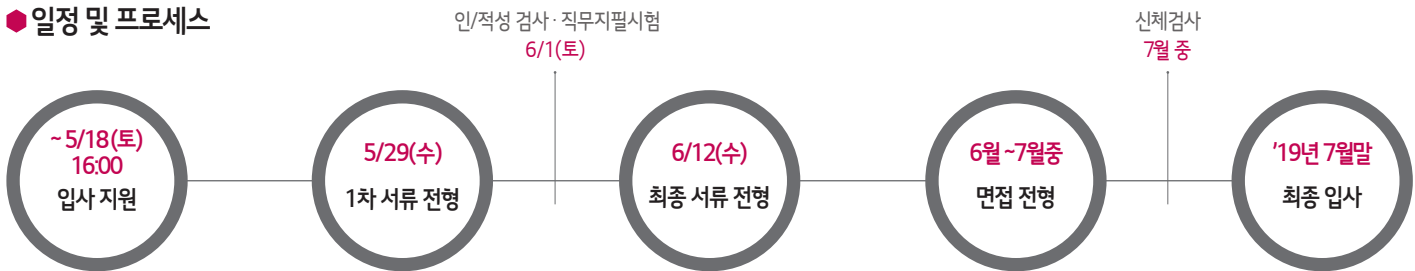 일정 및 프로세스
인/적성 검사 · 직무지필시험
6/1(토)
신체검사
7월 중
~ 5/18(토)
16:00
입사 지원
5/29(수)
1차 서류 전형
6/12(수)
최종 서류 전형
6월 ~7월중
면접 전형
’19년 7월말
최종 입사